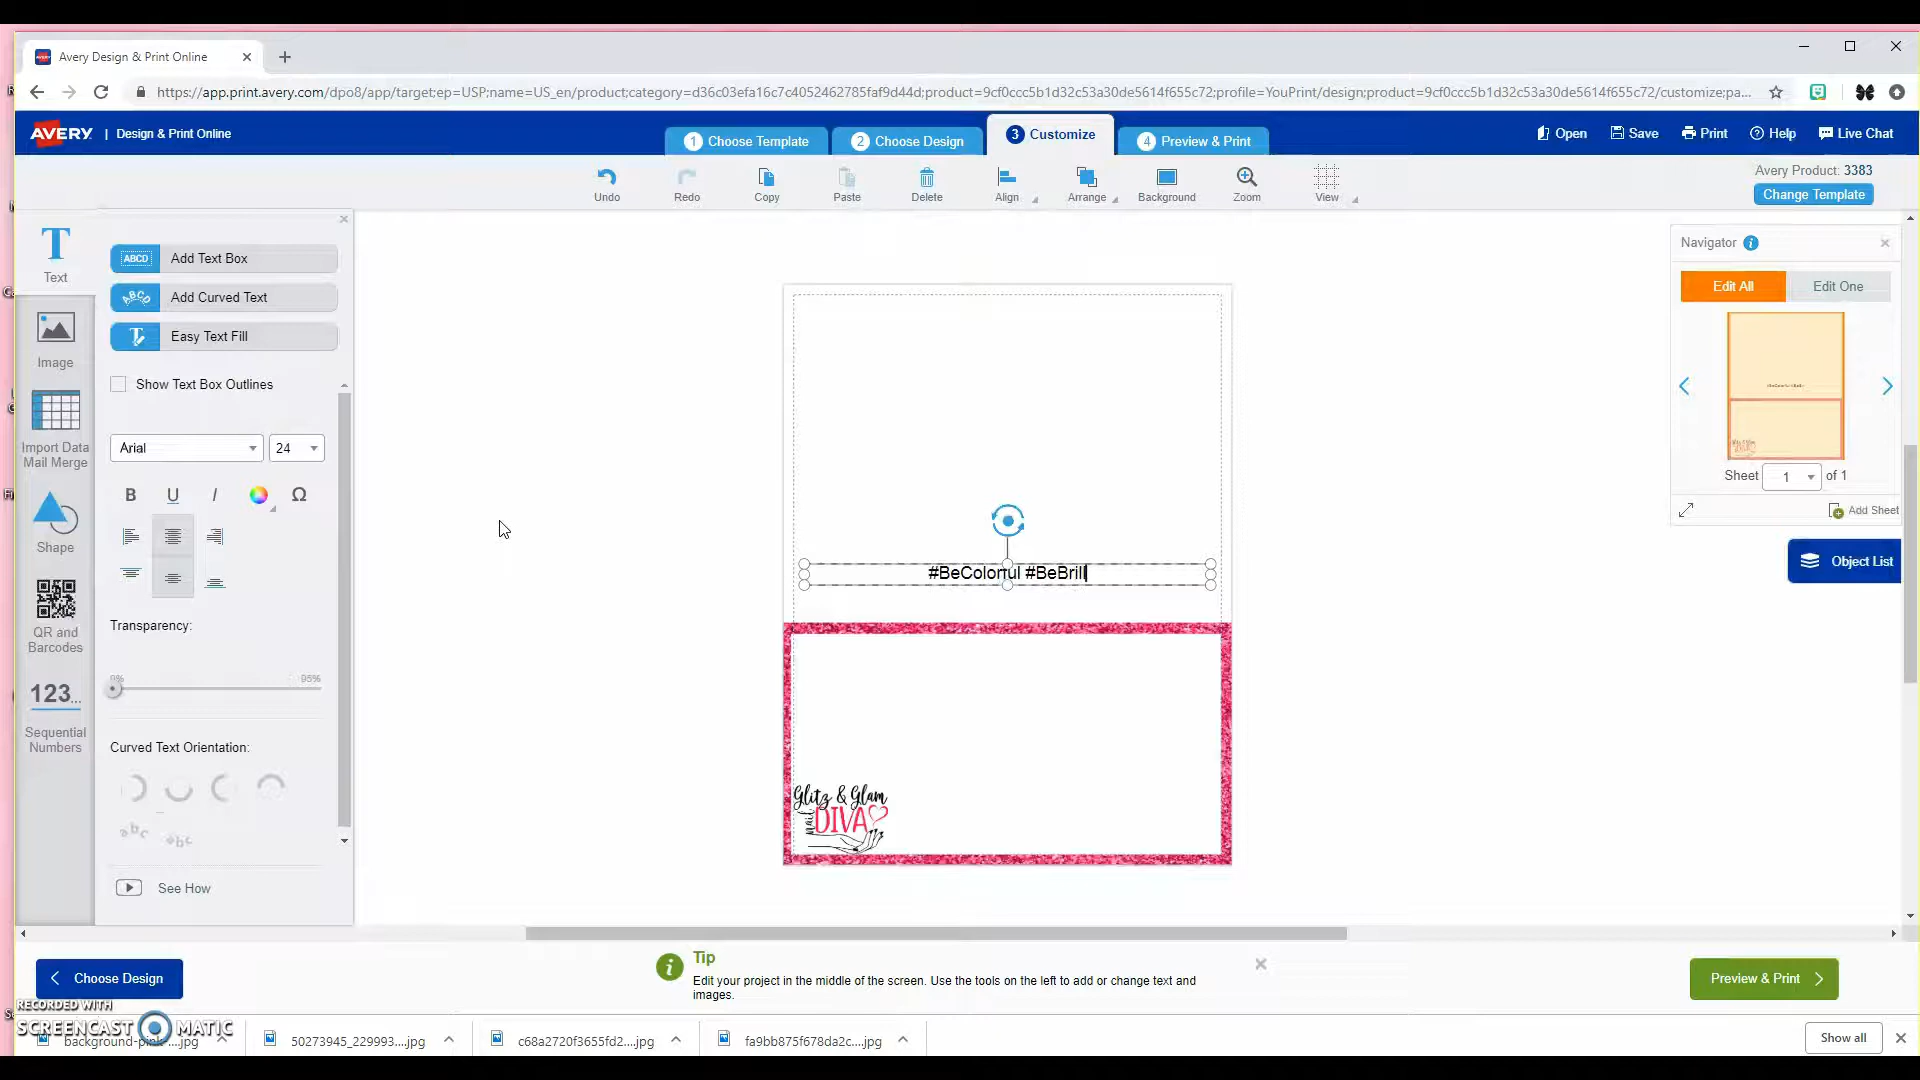 Avery Design & Print Online
https://app.print.avery.com/dpo8/app/target;ep=USP;name=US_en/product;category=d36c03efa16c7c4052462785faf9d44d;product=9cf0ccc5b1d32c53a30de5614f655c72;profile=YouPrint/design;product=9cf0ccc5b1d32c53a30de5614f655c72/customize;pa...
AVERY | Design & Print Online
1 Choose Template
2 Choose Design
3 Customize
4 Preview & Print
Open
Save
Print
Help
Live Chat
Undo
Redo
Copy
Paste
Delete
Align
Arrange
Background
Zoom
View
Avery Product: 3383
Change Template
Text
Image
Import Data
Mail Merge
Shape
QR and
Barcodes
123...
Sequential
Numbers
ABCD Add Text Box
ABCD Add Curved Text
Easy Text Fill
Show Text Box Outlines
Arial
24
B U I Ω
Transparency:
0% 95%
Curved Text Orientation:
abc abc
See How
#BeColorful #BeBrill
Glitz & Glam
nail DIVA
Navigator
Edit All
Edit One
Sheet 1 of 1
Add Sheet
Object List
Choose Design
Tip
Edit your project in the middle of the screen. Use the tools on the left to add or change text and
images.
Preview & Print
RECORDED WITH
SCREENCAST MATIC
background-pink-....jpg
50273945_229993....jpg
c68a2720f3655fd2....jpg
fa9bb875f678da2c....jpg
Show all